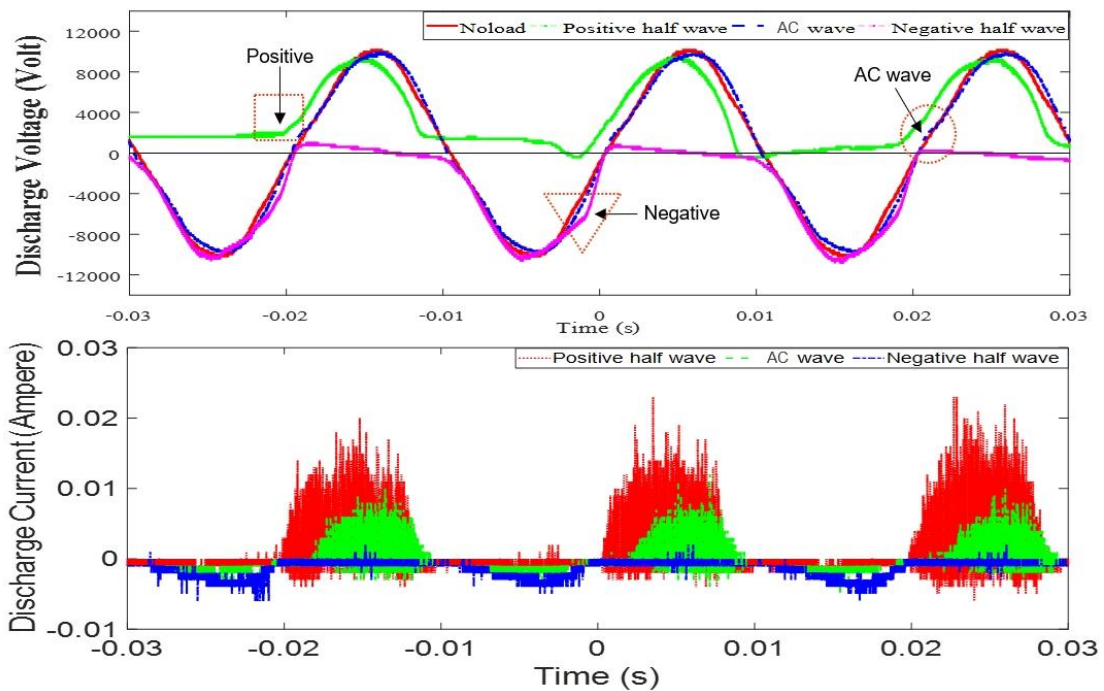 12000
8000
4000
0
-4000
-8000
-12000
Discharge Voltage (Volt)
Noload Positive half wave AC wave Negative half wave
Positive
AC wave
Negative
-0.03 -0.02 -0.01 0 0.01 0.02 0.03
Time (s)
0.03
0.02
0.01
0
-0.01
Discharge Current (Ampere)
Positive half wave AC wave Negative half wave
-0.03 -0.02 -0.01 0 0.01 0.02 0.03
Time (s)